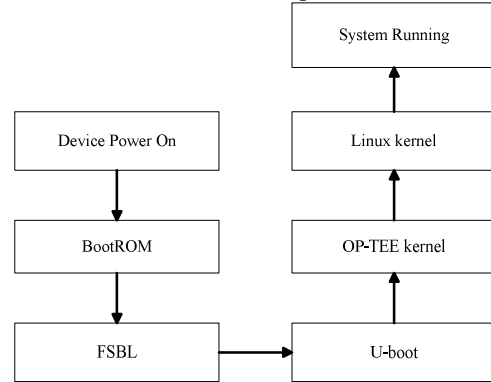 Device Power On
BootROM
FSBL
U-boot
OP-TEE kernel
Linux kernel
System Running